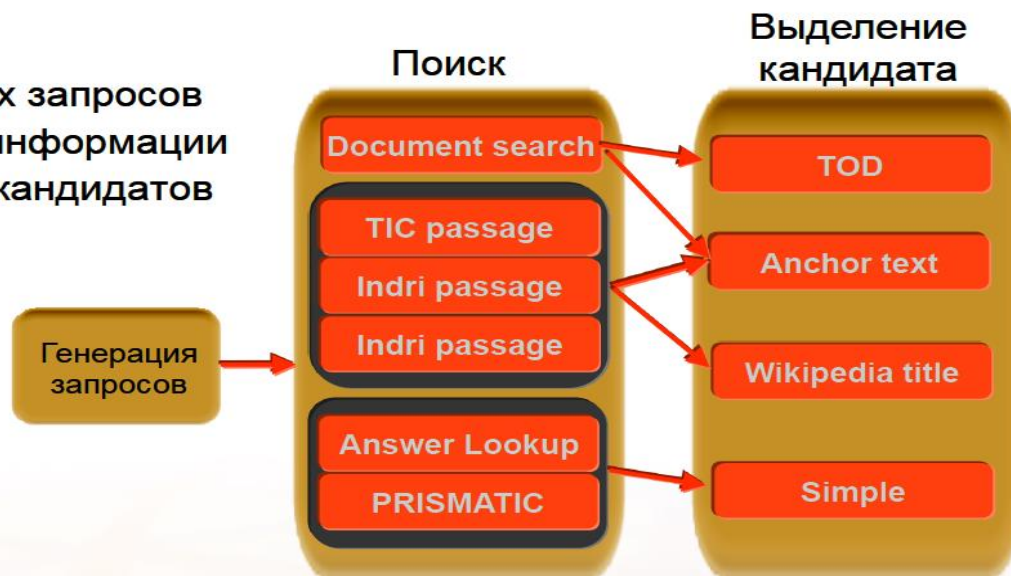 х запросов
информации
кандидатов
Генерация
запросов
Поиск
Document search
TIC passage
Indri passage
Indri passage
Answer Lookup
PRISMATIC
Выделение
кандидата
TOD
Anchor text
Wikipedia title
Simple